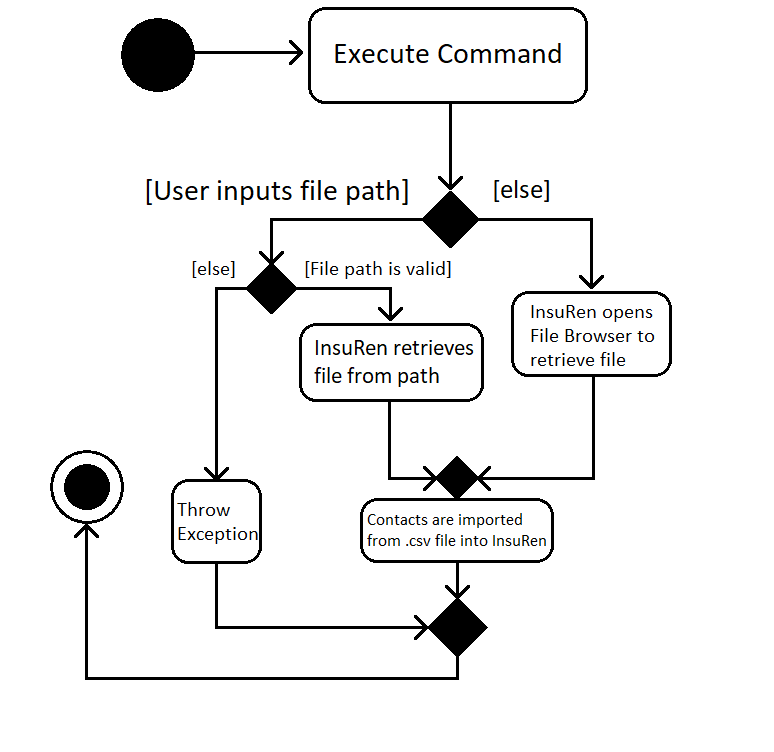 Execute Command
[User inputs file path]
[else]
[else]
[File path is valid]
InsuRen opens
File Browser to
retrieve file
InsuRen retrieves
file from path
Throw
Exception
Contacts are imported
from .csv file into InsuRen